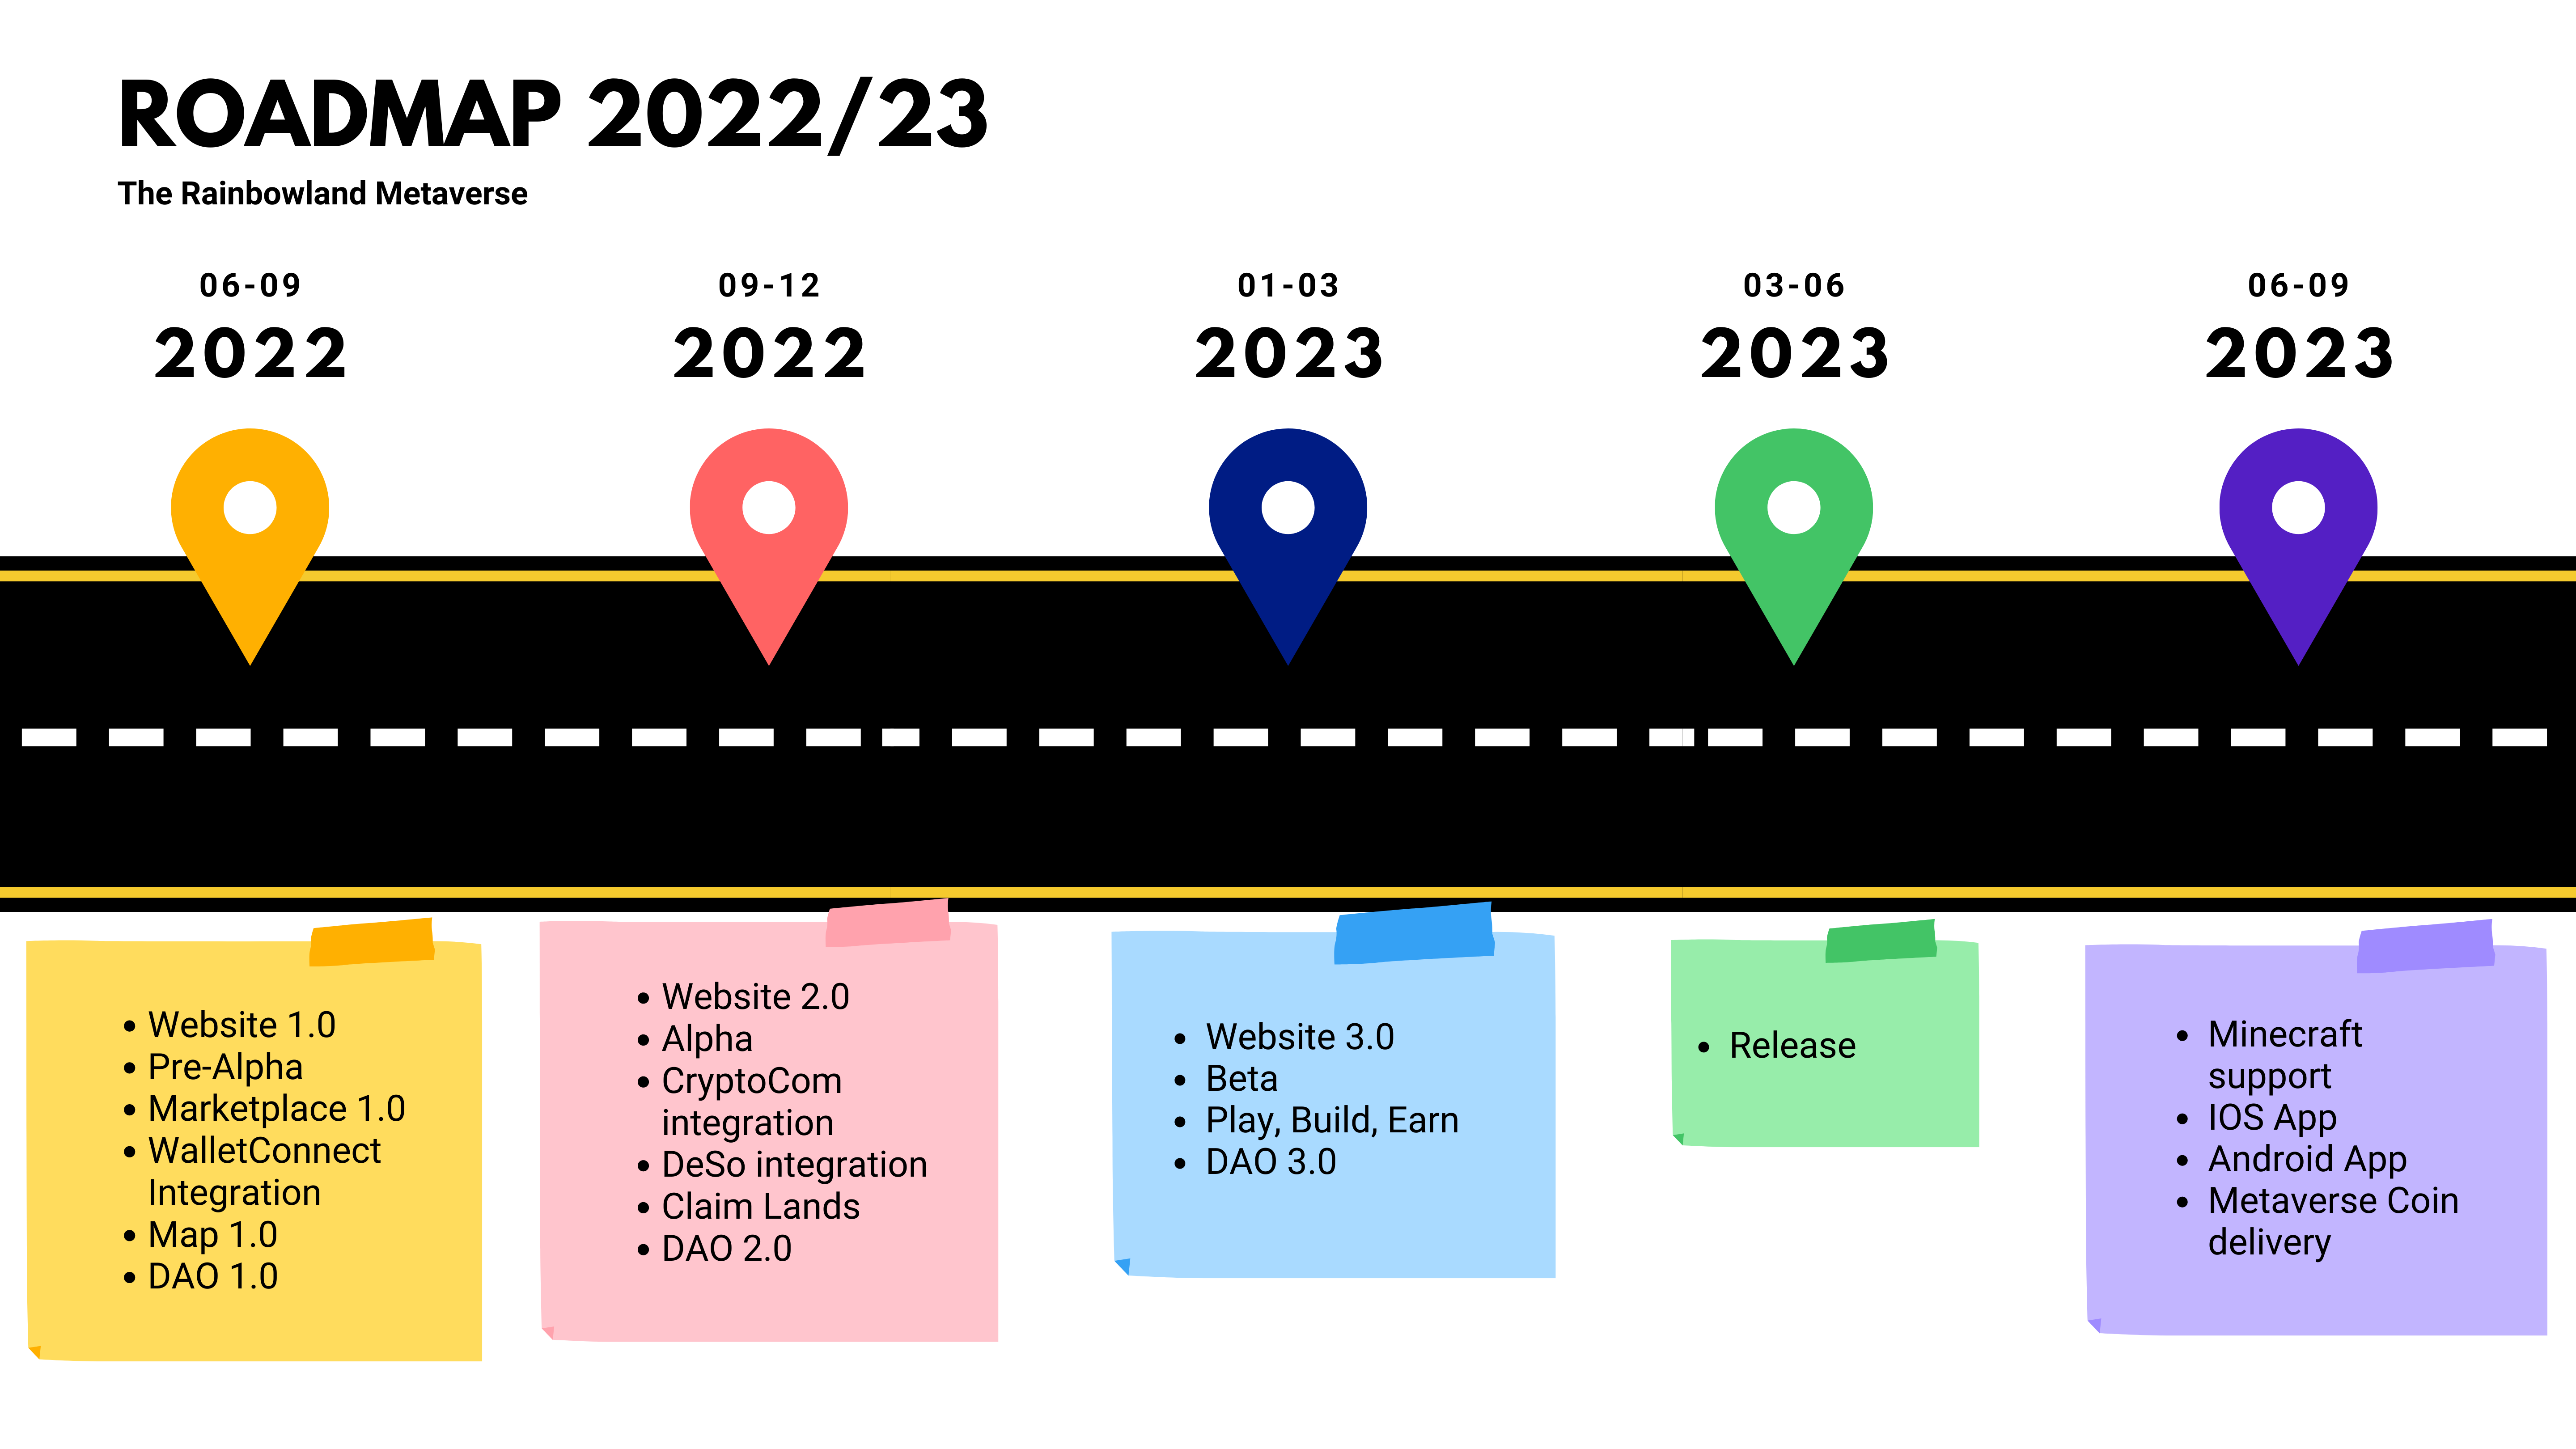 ROADMAP 2022/23
The Rainbowland Metaverse
06-09
2022
09-12
2022
01-03
2023
03-06
2023
06-09
2023
• Website 1.0
• Pre-Alpha
• Marketplace 1.0
• WalletConnect
Integration
• Map 1.0
• DAO 1.0
• Website 2.0
• Alpha
• CryptoCom
integration
• DeSo integration
• Claim Lands
• DAO 2.0
• Website 3.0
• Beta
• Play, Build, Earn
• DAO 3.0
• Release
• Minecraft
support
• IOS App
• Android App
• Metaverse Coin
delivery